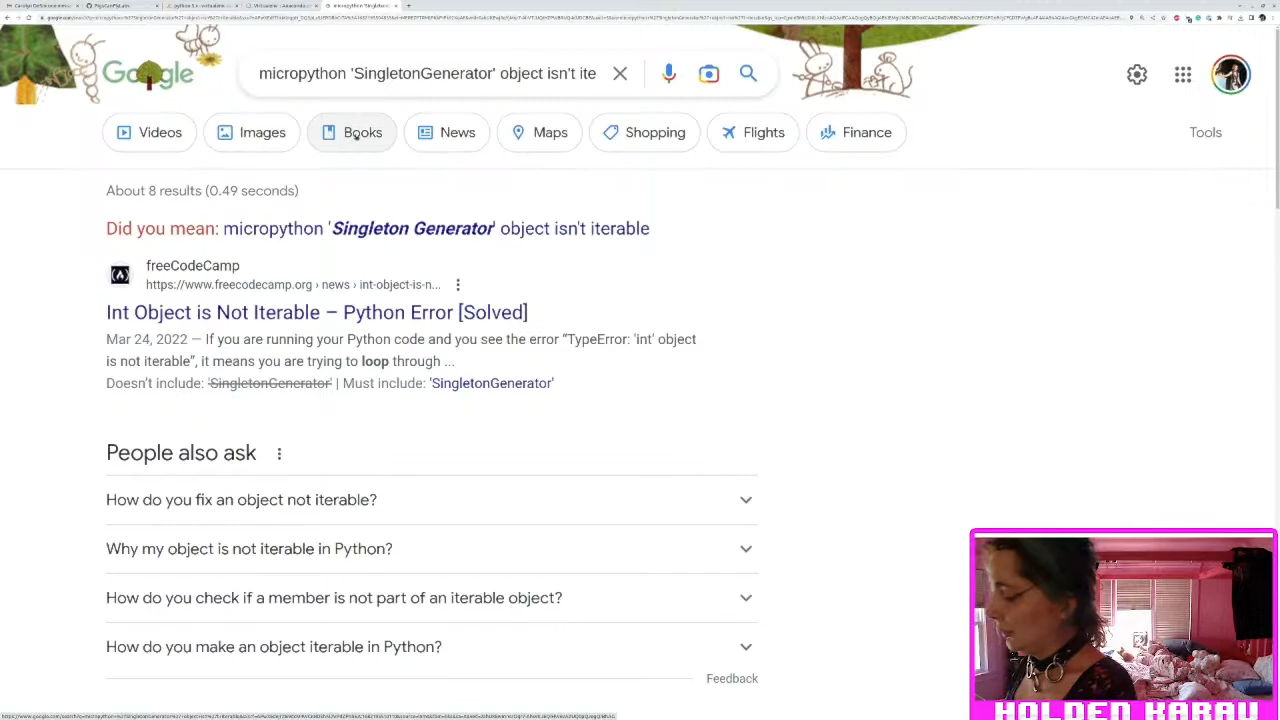 Google
micropython 'SingletonGenerator' object isn't ite
Videos
Images
Books
News
Maps
Shopping
Flights
Finance
Tools
About 8 results (0.49 seconds)
Did you mean: micropython 'Singleton Generator' object isn't iterable
freeCodeCamp
https://www.freecodecamp.org › news › int-object-is-n...
Int Object is Not Iterable – Python Error [Solved]
Mar 24, 2022 — If you are running your Python code and you see the error “TypeError: 'int' object
is not iterable”, it means you are trying to loop through ...
Doesn't include: 'SingletonGenerator' | Must include: 'SingletonGenerator'
People also ask
How do you fix an object not iterable?
Why my object is not iterable in Python?
How do you check if a member is not part of an iterable object?
How do you make an object iterable in Python?
Feedback
HOLDEN KARAU